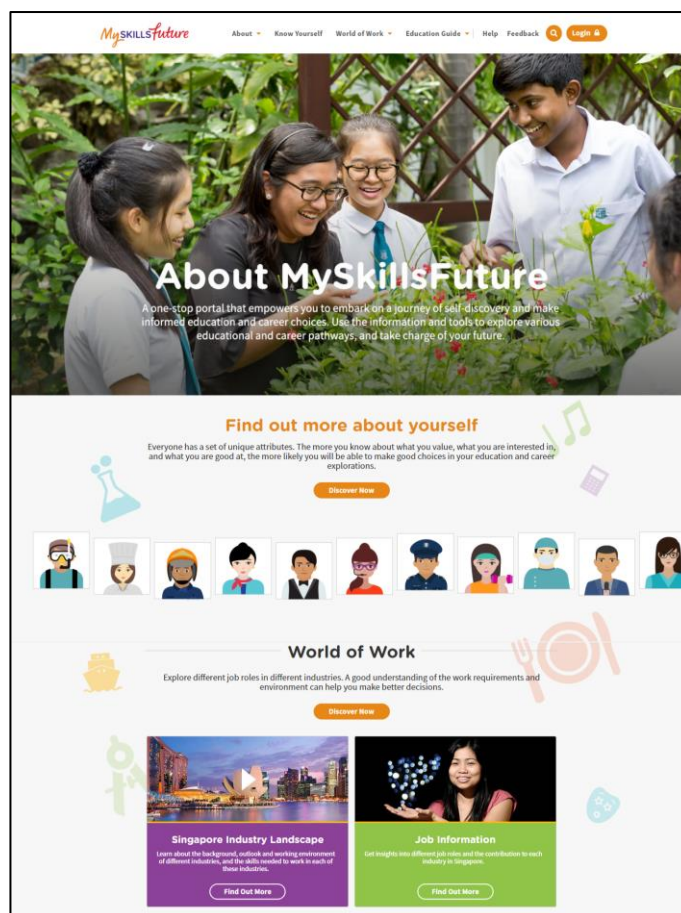 MySKILLSfuture
About Know Yourself World of Work Education Guide Help Feedback Login
About MySkillsFuture
A one-stop portal that empowers you to embark on a journey of self-discovery and make
informed education and career choices. Use the information and tools to explore various
educational and career pathways, and take charge of your future.
Find out more about yourself
Everyone has a set of unique attributes. The more you know about what you value, what you are interested in,
and what you are good at, the more likely you will be able to make good choices in your education and career
explorations.
Discover Now
World of Work
Explore different job roles in different industries. A good understanding of the work requirements and
environment can help you make better decisions.
Discover Now
Singapore Industry Landscape
Learn about the background, outlook and working environment
of different industries, and the skills needed to work in each of
these industries.
Find Out More
Job Information
Get insights into different job roles and the contribution to each
industry in Singapore.
Find Out More